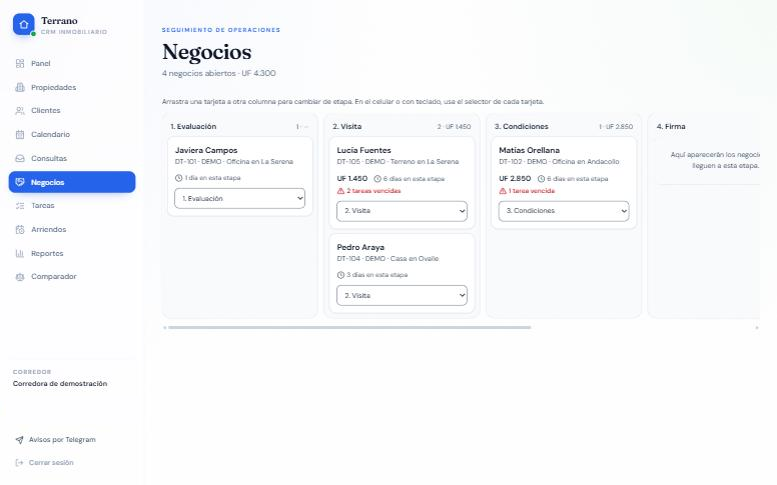 Terrano
CRM INMOBILIARIO
Panel
Propiedades
Clientes
Calendario
Consultas
Negocios
Tareas
Arriendos
Reportes
Comparador
CORREDOR
Corredora de demostración
Avisos por Telegram
Cerrar sesión
SEGUIMIENTO DE OPERACIONES
Negocios
4 negocios abiertos · UF 4.300
Arrastra una tarjeta a otra columna para cambiar de etapa. En el celular o con teclado, use el selector de cada tarjeta.
1. Evaluación
1 · —
Javiera Campos
DT-101 · DEMO · Oficina en La Serena
1 día en esta etapa
1. Evaluación
2. Visita
2 · UF 1.450
Lucía Fuentes
DT-105 · DEMO · Terreno en La Serena
UF 1.450 6 días en esta etapa
2 tareas vencidas
2. Visita
Pedro Araya
DT-104 · DEMO · Casa en Ovalle
3 días en esta etapa
2. Visita
3. Condiciones
1 · UF 2.850
Matías Orellana
DT-102 · DEMO · Oficina en Andacollo
UF 2.850 6 días en esta etapa
1 tarea vencida
3. Condiciones
4. Firma
Aquí aparecerán los negocio
lleguen a esta etapa.